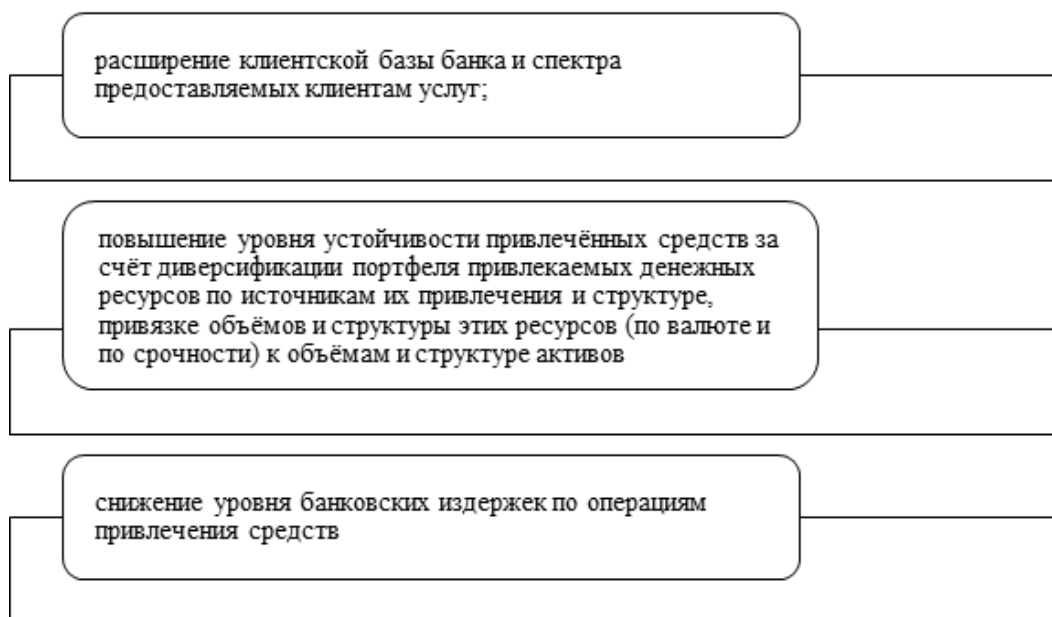 расширение клиентской базы банка и спектра
предоставляемых клиентам услуг;
повышение уровня устойчивости привлечённых средств за
счёт диверсификации портфеля привлекаемых денежных
ресурсов по источникам их привлечения и структуре,
привязке объёмов и структуры этих ресурсов (по валюте и
по срочности) к объёмам и структуре активов
снижение уровня банковских издержек по операциям
привлечения средств